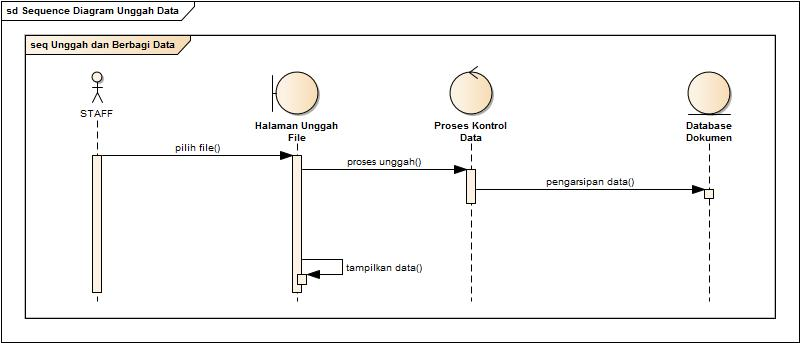 sd Sequence Diagram Unggah Data
seq Unggah dan Berbagi Data
STAFF
Halaman Unggah
File
Proses Kontrol
Data
Database
Dokumen
pilih file()
proses unggah()
pengarsipan data()
tampilkan data()